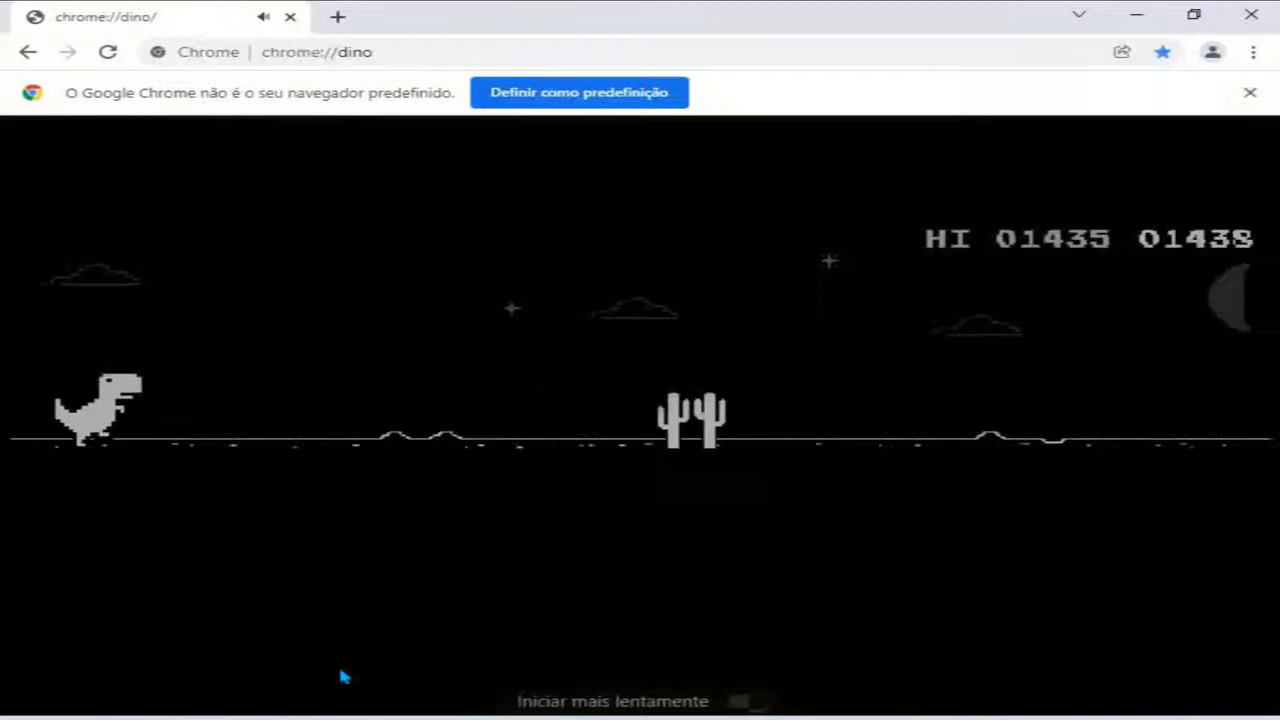 chrome://dino/
Chrome | chrome://dino
O Google Chrome não é o seu navegador predefinido. Definir como predefinição
HI 01435 01438
Iniciar mais lentamente